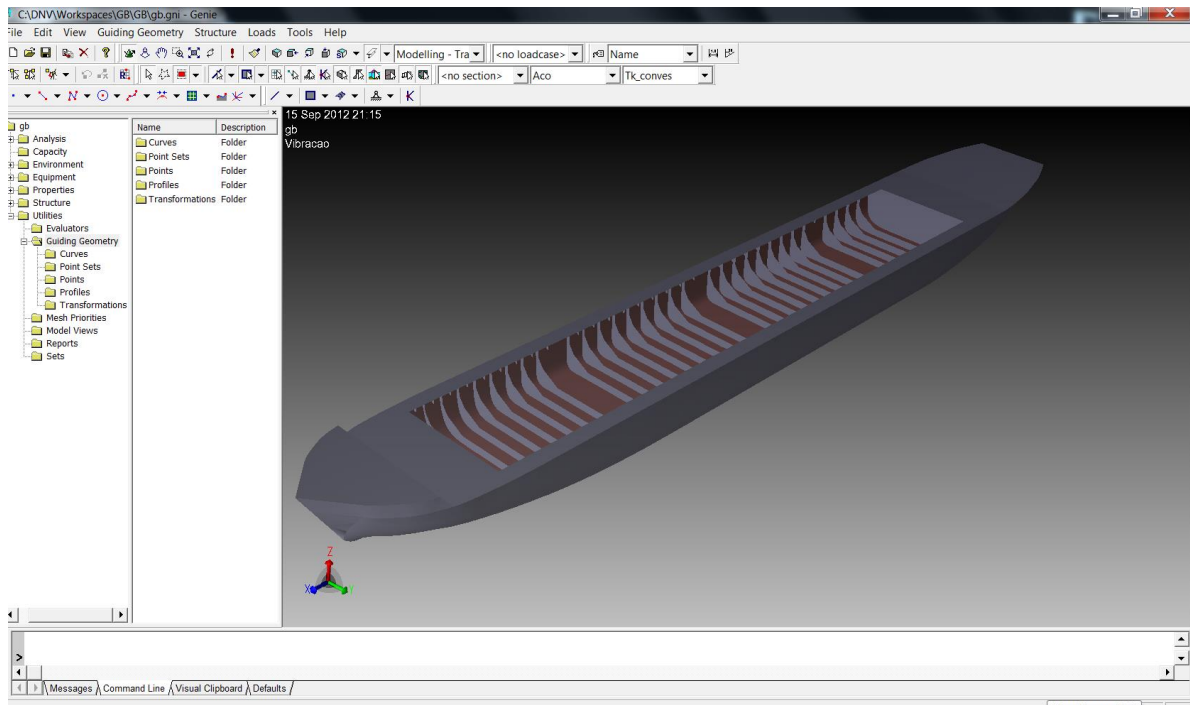 C:\DNV\Workspaces\GB\GB\gb.gni - Genie
File Edit View Guiding Geometry Structure Loads Tools Help
Modelling - Tra <no loadcase> Name
<no section> Aco Tk_conves
gb
Analysis
Capacity
Environment
Equipment
Properties
Structure
Utilities
Evaluators
Guiding Geometry
Curves
Point Sets
Points
Profiles
Transformations
Mesh Priorities
Model Views
Reports
Sets
Name Description
Curves Folder
Point Sets Folder
Points Folder
Profiles Folder
Transformations Folder
15 Sep 2012 21:15
gb
Vibracao
Z
X Y
>
Messages Command Line Visual Clipboard Defaults